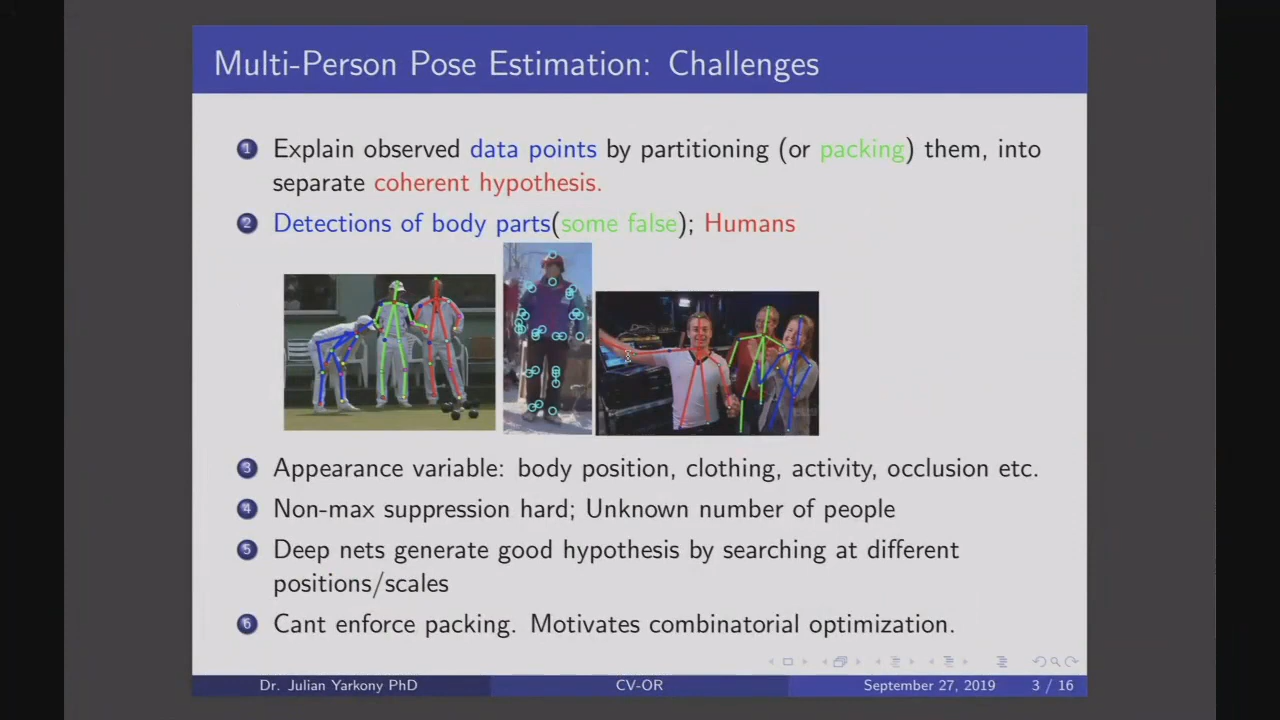 Multi-Person Pose Estimation: Challenges
1 Explain observed data points by partitioning (or packing) them, into
separate coherent hypothesis.
2 Detections of body parts(some false); Humans
3 Appearance variable: body position, clothing, activity, occlusion etc.
4 Non-max suppression hard; Unknown number of people
5 Deep nets generate good hypothesis by searching at different
positions/scales
6 Cant enforce packing. Motivates combinatorial optimization.
Dr. Julian Yarkony PhD CV-OR September 27, 2019 3 / 16